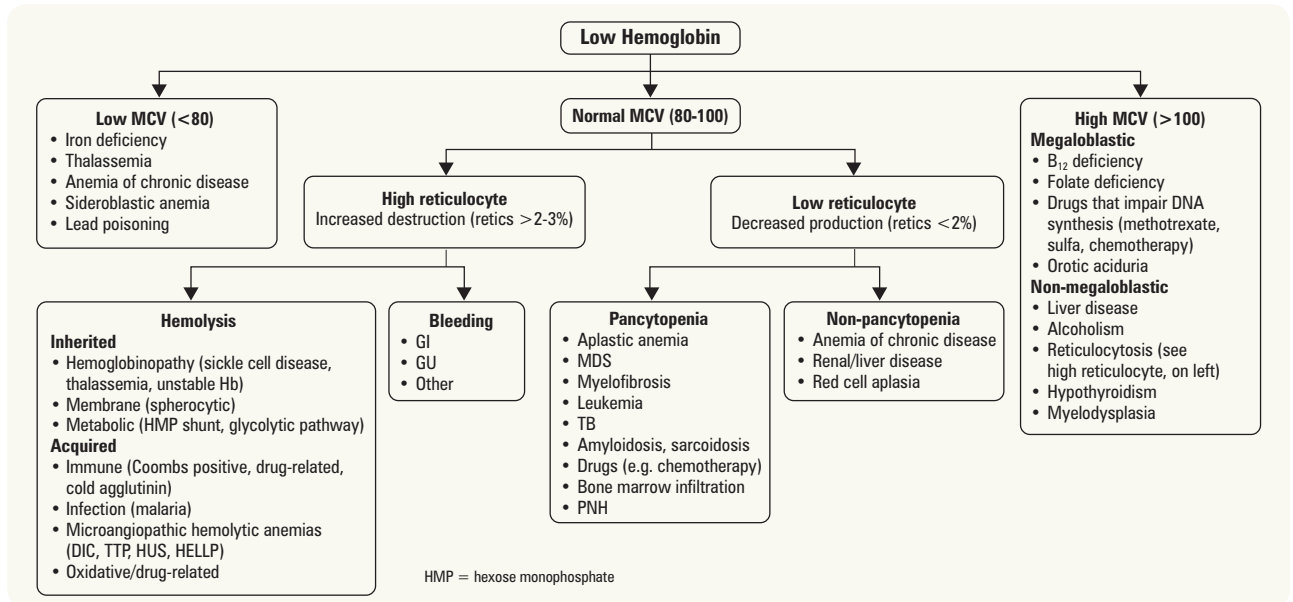 Low Hemoglobin
Low MCV (<80)
• Iron deficiency
• Thalassemia
• Anemia of chronic disease
• Sideroblastic anemia
• Lead poisoning
Normal MCV (80-100)
High MCV (>100)
Megaloblastic
• B₁₂ deficiency
• Folate deficiency
• Drugs that impair DNA
synthesis (methotrexate,
sulfa, chemotherapy)
• Orotic aciduria
Non-megaloblastic
• Liver disease
• Alcoholism
• Reticulocytosis (see
high reticulocyte, on left)
• Hypothyroidism
• Myelodysplasia
High reticulocyte
Increased destruction (retics >2-3%)
Low reticulocyte
Decreased production (retics <2%)
Hemolysis
Inherited
• Hemoglobinopathy (sickle cell disease,
thalassemia, unstable Hb)
• Membrane (spherocytic)
• Metabolic (HMP shunt, glycolytic pathway)
Acquired
• Immune (Coombs positive, drug-related,
cold agglutinin)
• Infection (malaria)
• Microangiopathic hemolytic anemias
(DIC, TTP, HUS, HELLP)
• Oxidative/drug-related
Bleeding
• GI
• GU
• Other
Pancytopenia
• Aplastic anemia
• MDS
• Myelofibrosis
• Leukemia
• TB
• Amyloidosis, sarcoidosis
• Drugs (e.g. chemotherapy)
• Bone marrow infiltration
• PNH
Non-pancytopenia
• Anemia of chronic disease
• Renal/liver disease
• Red cell aplasia
HMP = hexose monophosphate